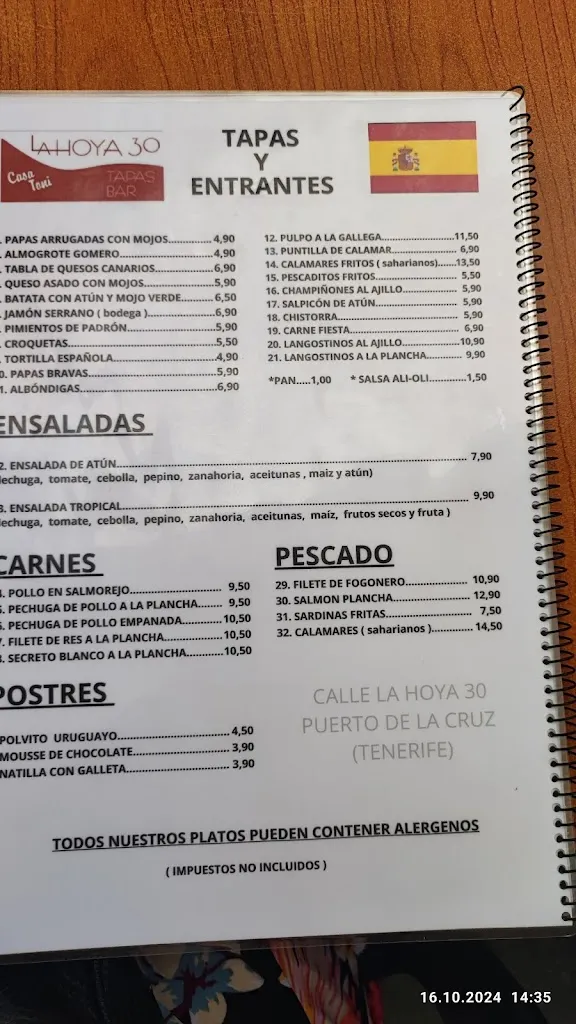 LA HOYA 30
Casa Toni
TAPAS BAR
TAPAS
Y
ENTRANTES
. PAPAS ARRUGADAS CON MOJOS..............4,90
. ALMOGROTE GOMERO..............................4,90
. TABLA DE QUESOS CANARIOS...................6,90
. QUESO ASADO CON MOJOS......................5,90
. BATATA CON ATÚN Y MOJO VERDE..........6,50
. JAMÓN SERRANO ( bodega )....................6,90
. PIMIENTOS DE PADRÓN...........................5,90
. CROQUETAS............................................5,50
. TORTILLA ESPAÑOLA................................4,90
0. PAPAS BRAVAS.......................................5,90
1. ALBÓNDIGAS..........................................6,90
12. PULPO A LA GALLEGA..............................11,50
13. PUNTILLA DE CALAMAR.......................... 6,90
14. CALAMARES FRITOS ( saharianos)......13,50
15. PESCADITOS FRITOS............................ 5,50
16. CHAMPIÑONES AL AJILLO.................... 5,90
17. SALPICÓN DE ATÚN............................ 5,90
18. CHISTORRA........................................ 5,90
19. CARNE FIESTA.................................... 6,90
20. LANGOSTINOS AL AJILLO....................10,90
21. LANGOSTINOS A LA PLANCHA............ 9,90
*PAN.....1,00 * SALSA ALI-OLI............1,50
ENSALADAS
2. ENSALADA DE ATÚN.................................................. 7,90
lechuga, tomate, cebolla, pepino, zanahoria, aceitunas , maiz y atún)
3. ENSALADA TROPICAL................................................ 9,90
lechuga, tomate, cebolla, pepino, zanahoria, aceitunas, maíz, frutos secos y fruta )
CARNES
. POLLO EN SALMOREJO............................ 9,50
. PECHUGA DE POLLO A LA PLANCHA....... 9,50
. PECHUGA DE POLLO EMPANADA............10,50
. FILETE DE RES A LA PLANCHA.................10,50
. SECRETO BLANCO A LA PLANCHA...........10,50
PESCADO
29. FILETE DE FOGONERO.................... 10,90
30. SALMON PLANCHA........................ 12,90
31. SARDINAS FRITAS.......................... 7,50
32. CALAMARES ( saharianos )............ 14,50
POSTRES
POLVITO URUGUAYO.................................. 4,50
MOUSSE DE CHOCOLATE............................ 3,90
NATILLA CON GALLETA.............................. 3,90
CALLE LA HOYA 30
PUERTO DE LA CRUZ
(TENERIFE)
TODOS NUESTROS PLATOS PUEDEN CONTENER ALERGENOS
( IMPUESTOS NO INCLUIDOS )
16.10.2024 14:35